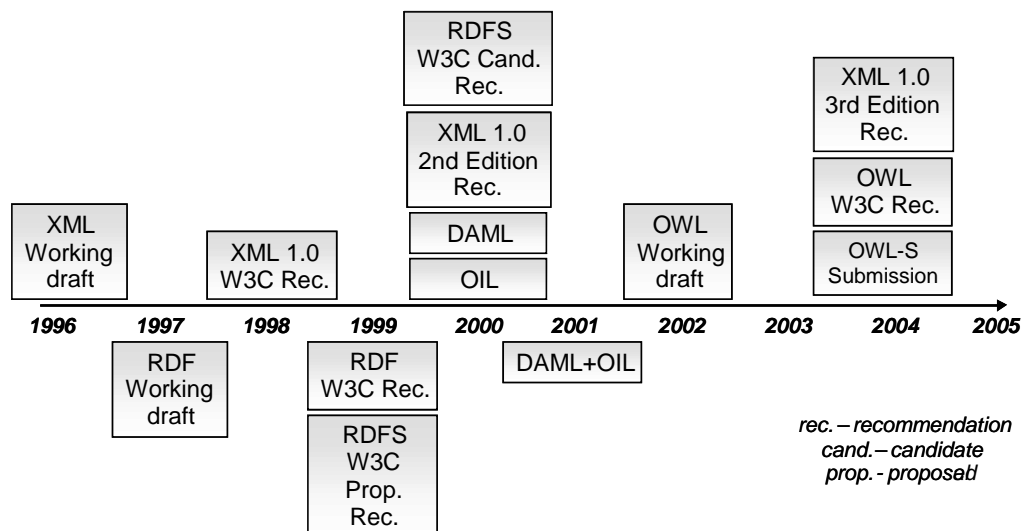 RDFS
W3C Cand.
Rec.
XML 1.0
2nd Edition
Rec.
DAML
OIL
XML 1.0
3rd Edition
Rec.
OWL
W3C Rec.
OWL-S
Submission
XML
Working
draft
XML 1.0
W3C Rec.
OWL
Working
draft
1996 1997 1998 1999 2000 2001 2002 2003 2004 2005
RDF
Working
draft
RDF
W3C Rec.
RDFS
W3C
Prop.
Rec.
DAML+OIL
rec. – recommendation
cand. – candidate
prop. - proposed